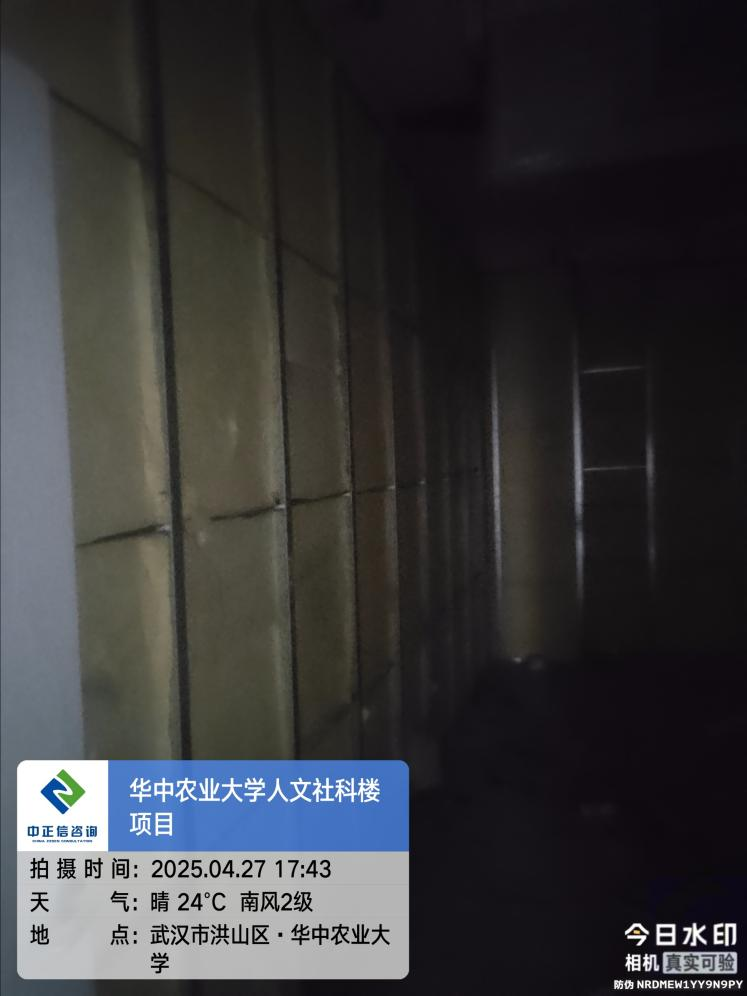 华中农业大学人文社科楼
项目
中正信咨询
拍摄时间：2025.04.27 17:43
天气：晴 24℃ 南风2级
地点：武汉市洪山区·华中农业大
学
今日水印
相机 真实可验
防伪 NRDMEW1YY9N9PY